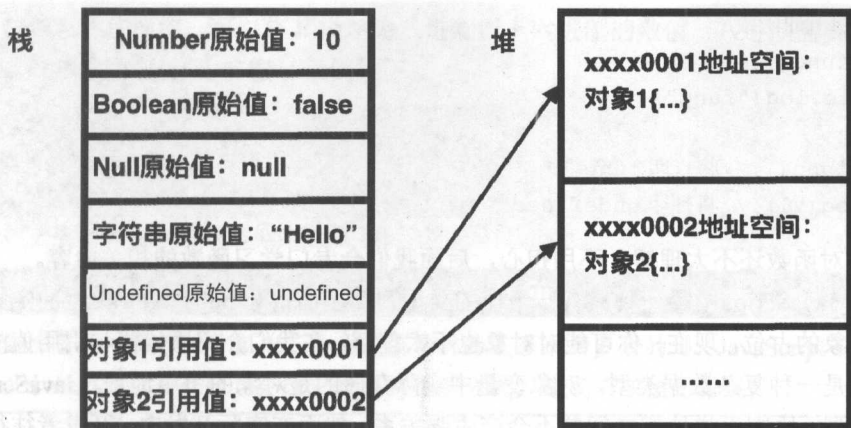 栈
Number原始值：10
Boolean原始值：false
Null原始值：null
字符串原始值：“Hello”
Undefined原始值：undefined
对象1引用值：xxxx0001
对象2引用值：xxxx0002
堆
xxxx0001地址空间：
对象1{...}
xxxx0002地址空间：
对象2{...}
......